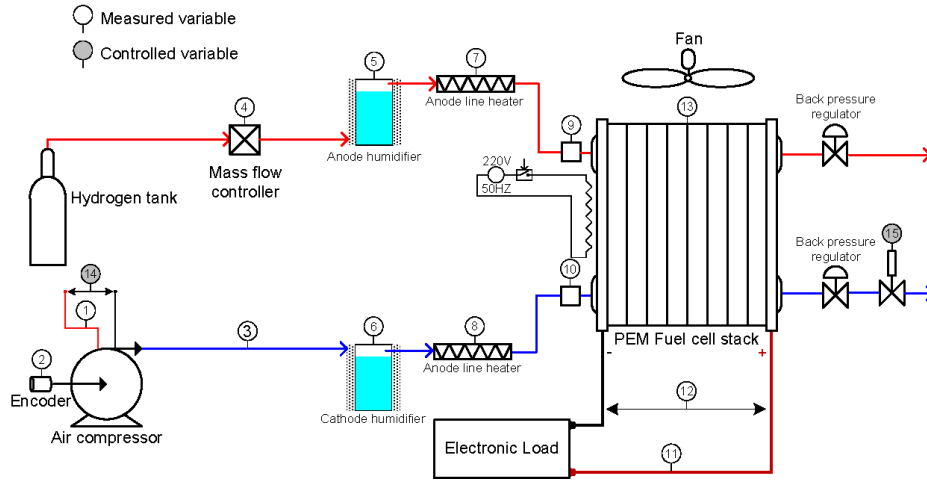 Measured variable
Controlled variable
Fan
5
7
Anode line heater
4
Anode humidifier
9
13
Back pressure
regulator
Mass flow
controller
220V
50HZ
Hydrogen tank
10
Back pressure
regulator
15
14
1
3
6
8
2
Anode line heater
PEM Fuel cell stack
- +
Encoder
Cathode humidifier
12
Air compressor
Electronic Load
11